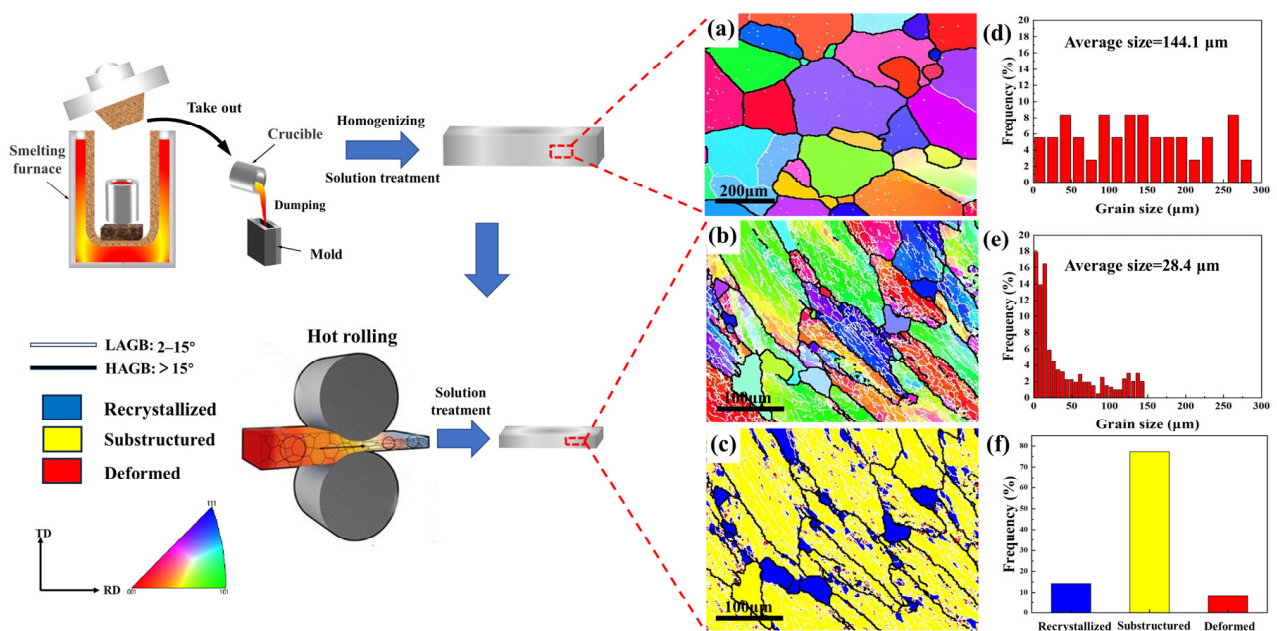 Take out
Crucible
Smelting
furnace
Dumping
Mold
Homogenizing
Solution treatment
Hot rolling
Solution
treatment
LAGB: 2–15°
HAGB: > 15°
Recrystallized
Substructured
Deformed
TD
RD
111
001
101
(a)
200μm
(b)
100μm
(c)
100μm
(d)
Average size=144.1 μm
Frequency (%)
20
18
16
14
12
10
8
6
4
2
0
0 50 100 150 200 250 300
Grain size (μm)
(e)
Average size=28.4 μm
Frequency (%)
20
18
16
14
12
10
8
6
4
2
0
0 50 100 150 200 250 300
Grain size (μm)
(f)
Frequency (%)
80
70
60
50
40
30
20
10
0
Recrystallized Substructured Deformed